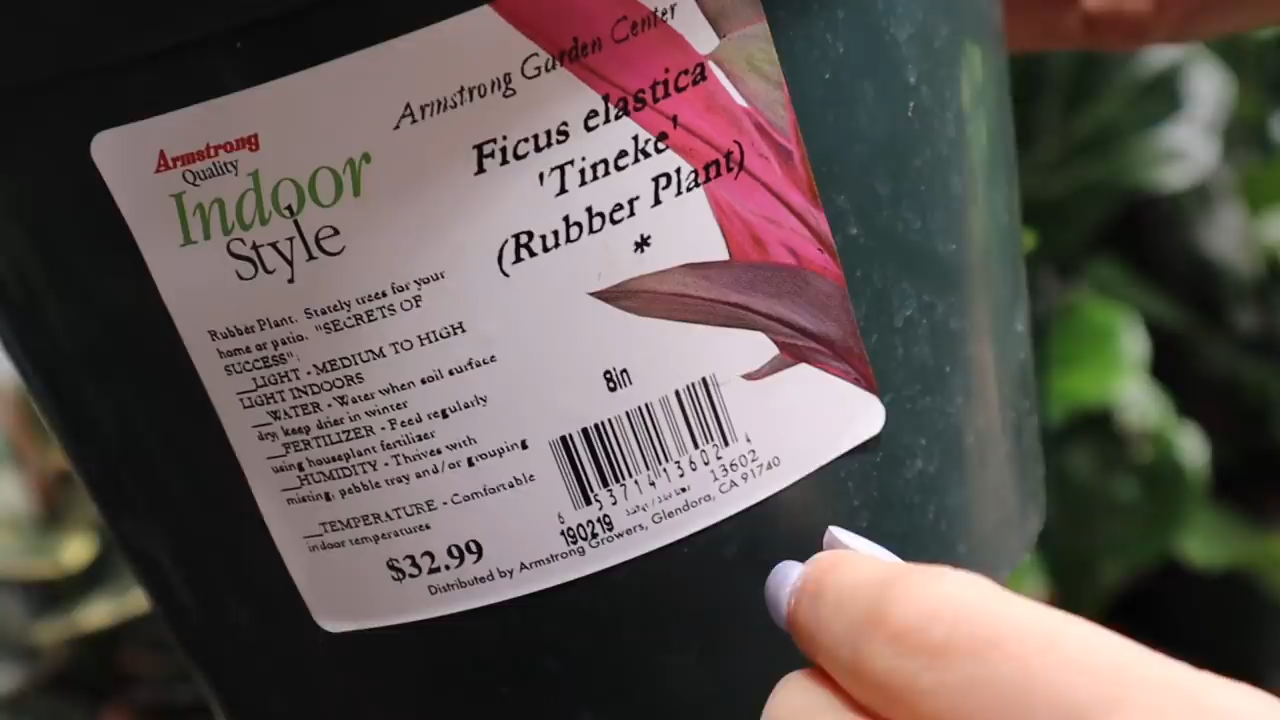 Armstrong Garden Center
Ficus elastica
'Tineke'
(Rubber Plant)
*
Armstrong
Quality
Indoor
Style
Rubber Plant. Stately trees for your
home or patio. "SECRETS OF
SUCCESS":
__LIGHT - MEDIUM TO HIGH
LIGHT INDOORS
__WATER - Water when soil surface
dry; keep drier in winter
__FERTILIZER - Feed regularly
using houseplant fertilizer
__HUMIDITY - Thrives with
misting; pebble tray and/or grouping
__TEMPERATURE - Comfortable
indoor temperatures
$32.99
8in
6 53714 13602 4
190219
13602
Distributed by Armstrong Growers, Glendora, CA 91740